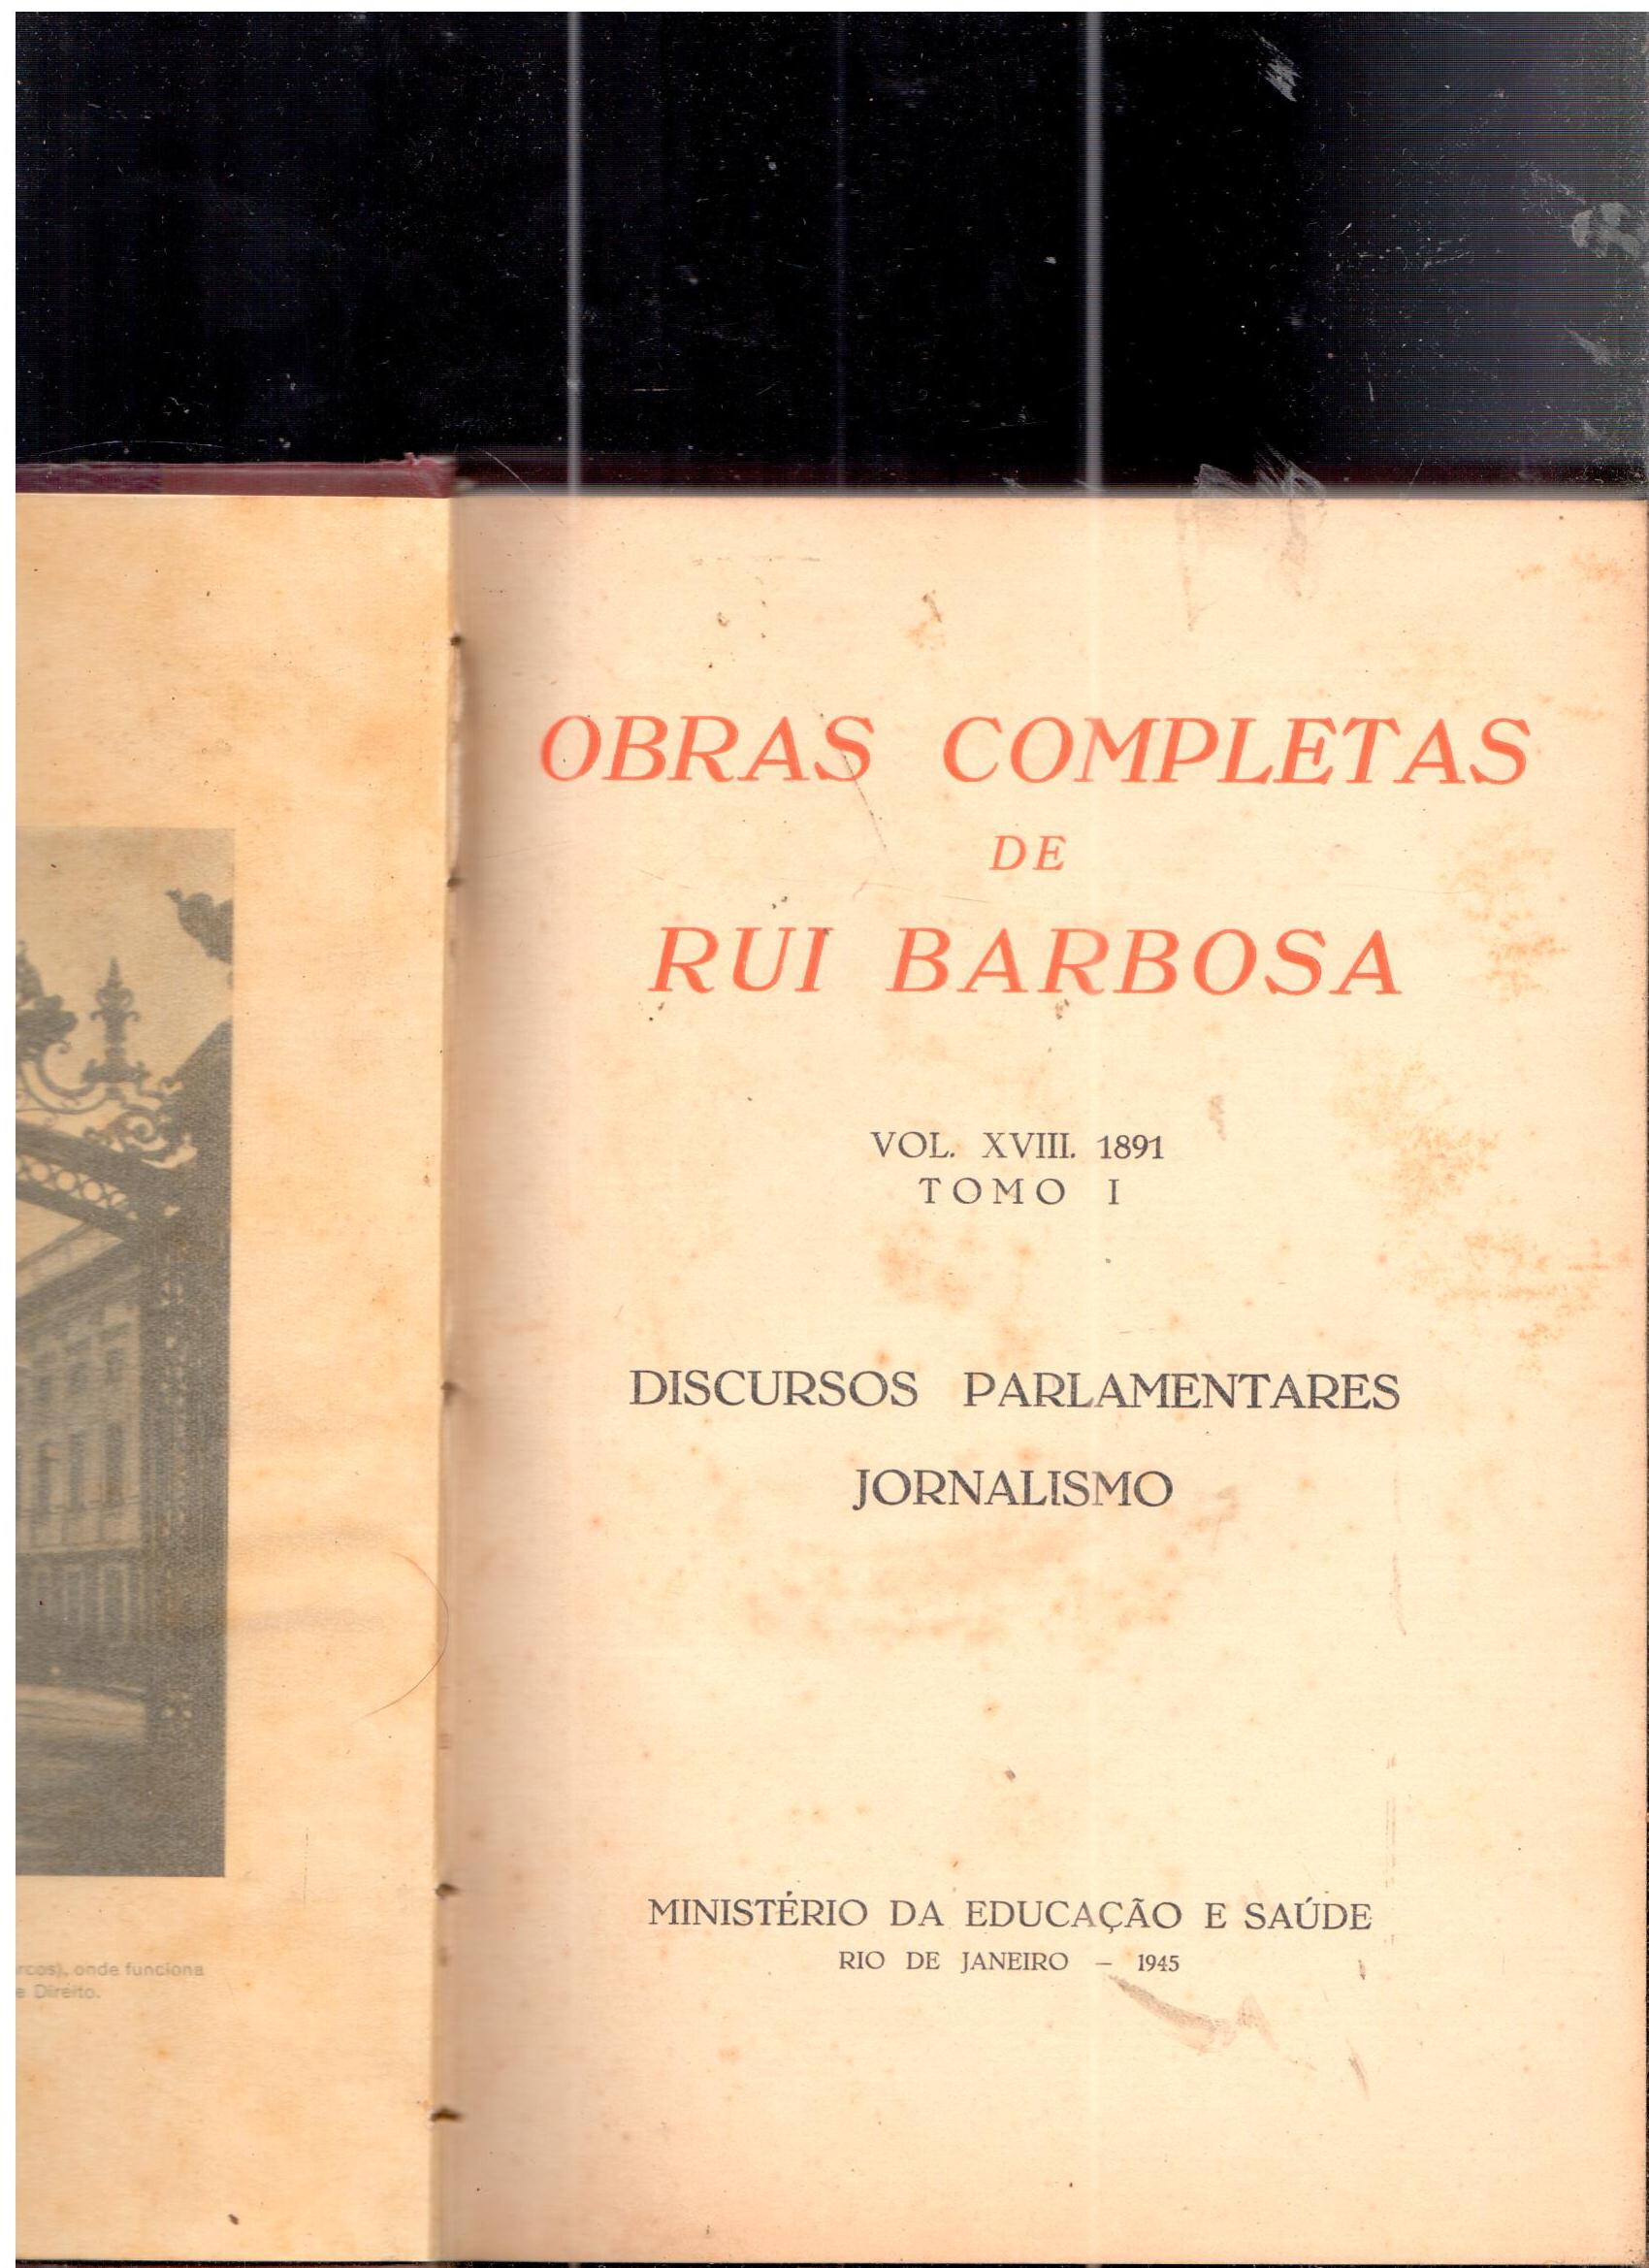 OBRAS COMPLETAS
DE
RUI BARBOSA
VOL. XVIII. 1891
TOMO I
DISCURSOS PARLAMENTARES
JORNALISMO
MINISTÉRIO DA EDUCAÇÃO E SAÚDE
RIO DE JANEIRO — 1945
onde funciona
Direito.